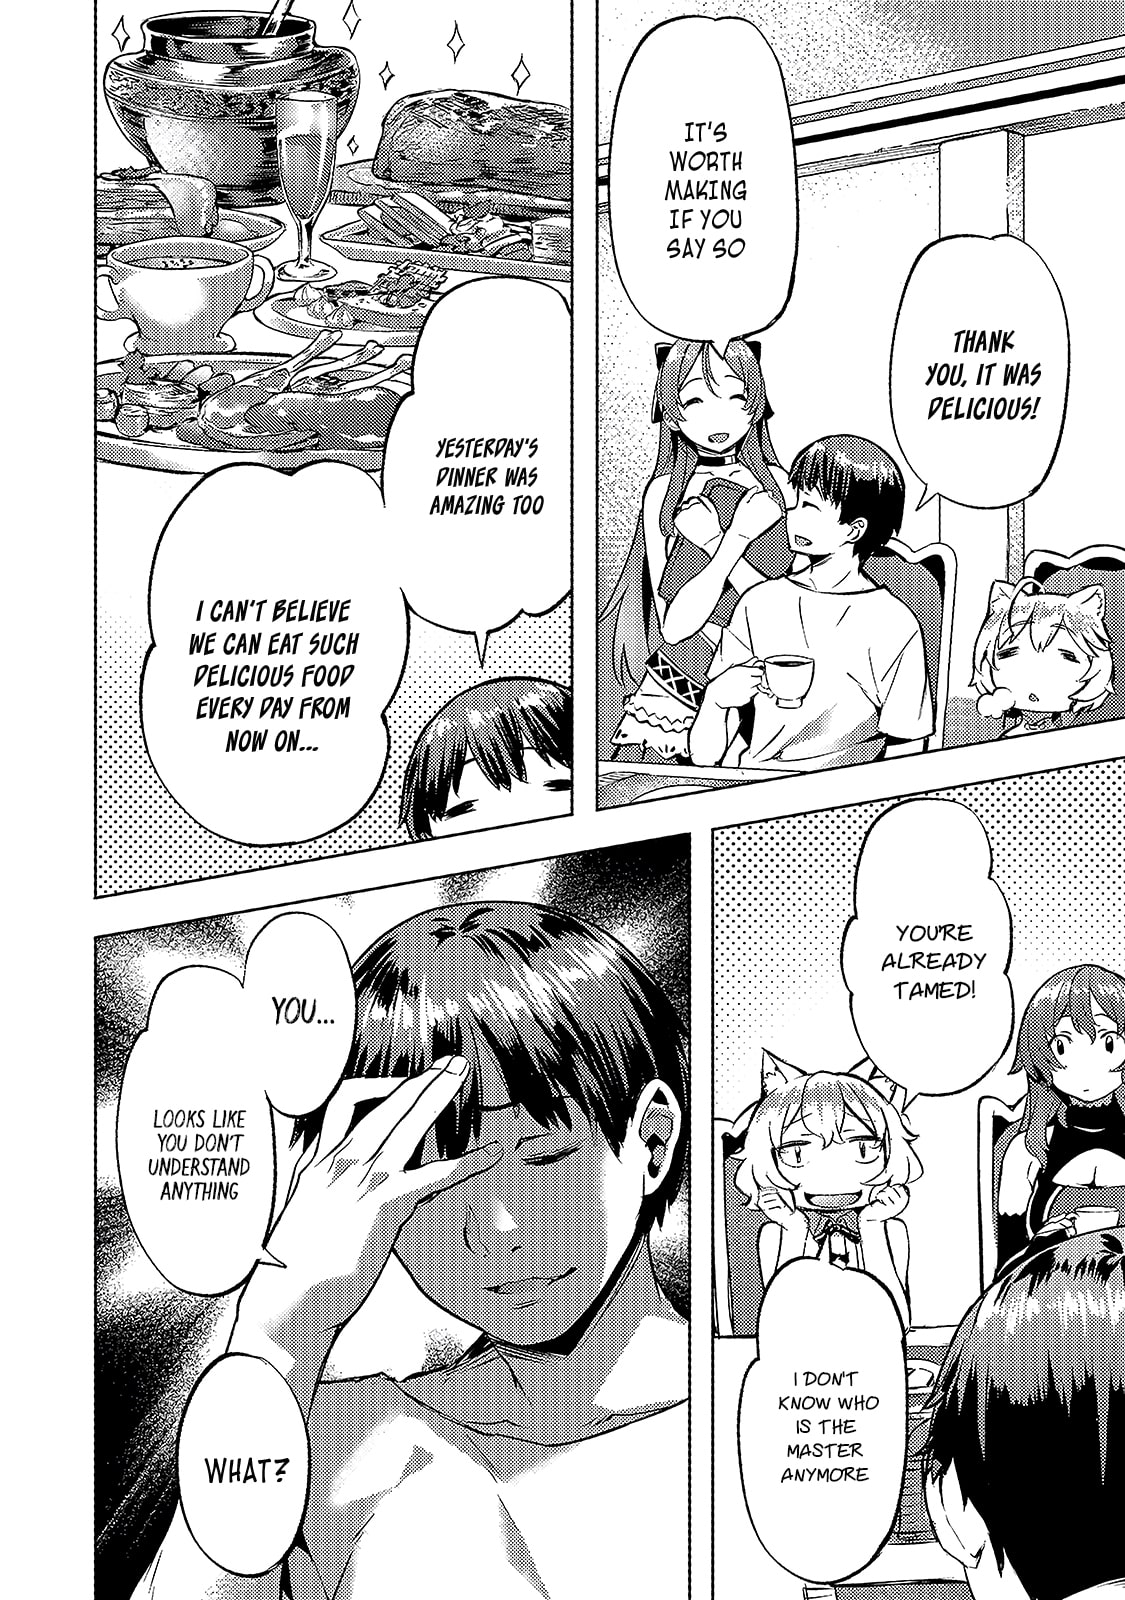 THANK
YOU, IT WAS
DELICIOUS!
IT'S
WORTH
MAKING
IF YOU
SAY SO
YESTERDAY'S
DINNER WAS
AMAZING TOO
I CAN'T BELIEVE
WE CAN EAT SUCH
DELICIOUS FOOD
EVERY DAY FROM
NOW ON...
YOU'RE
ALREADY
TAMED!
I DON'T
KNOW WHO
IS THE
MASTER
ANYMORE
YOU...
LOOKS LIKE
YOU DON'T
UNDERSTAND
ANYTHING
WHAT?